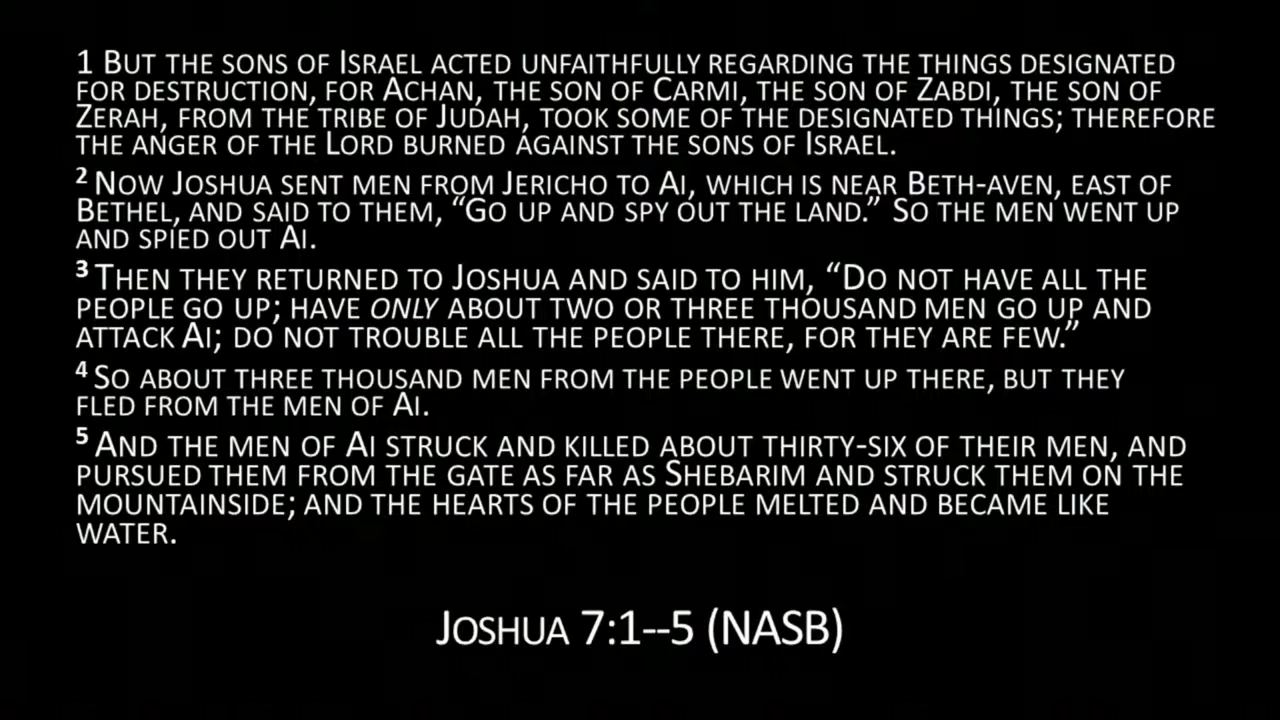 1 But the sons of Israel acted unfaithfully regarding the things designated
for destruction, for Achan, the son of Carmi, the son of Zabdi, the son of
Zerah, from the tribe of Judah, took some of the designated things; therefore
the anger of the Lord burned against the sons of Israel.
2 Now Joshua sent men from Jericho to Ai, which is near Beth-aven, east of
Bethel, and said to them, “Go up and spy out the land.” So the men went up
and spied out Ai.
3 Then they returned to Joshua and said to him, “Do not have all the
people go up; have only about two or three thousand men go up and
attack Ai; do not trouble all the people there, for they are few.”
4 So about three thousand men from the people went up there, but they
fled from the men of Ai.
5 And the men of Ai struck and killed about thirty-six of their men, and
pursued them from the gate as far as Shebarim and struck them on the
mountainside; and the hearts of the people melted and became like
water.
Joshua 7:1--5 (NASB)